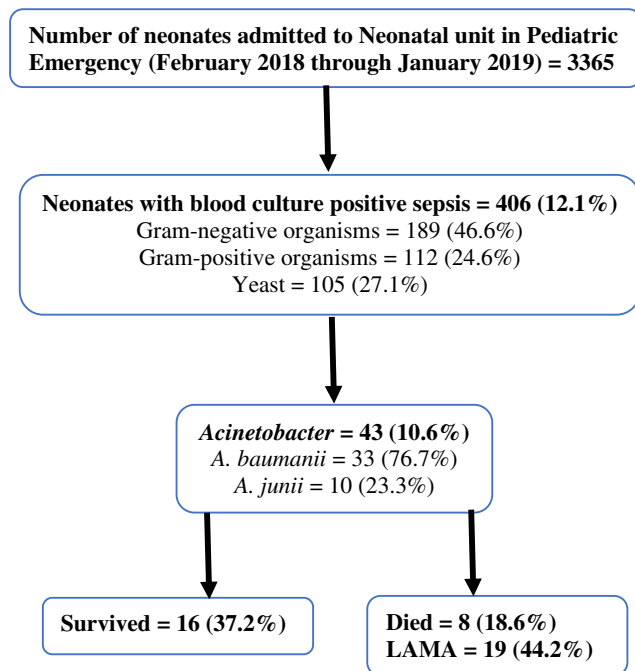 Number of neonates admitted to Neonatal unit in Pediatric
Emergency (February 2018 through January 2019) = 3365
Neonates with blood culture positive sepsis = 406 (12.1%)
Gram-negative organisms = 189 (46.6%)
Gram-positive organisms = 112 (24.6%)
Yeast = 105 (27.1%)
Acinetobacter = 43 (10.6%)
A. baumanii = 33 (76.7%)
A. junii = 10 (23.3%)
Survived = 16 (37.2%)
Died = 8 (18.6%)
LAMA = 19 (44.2%)